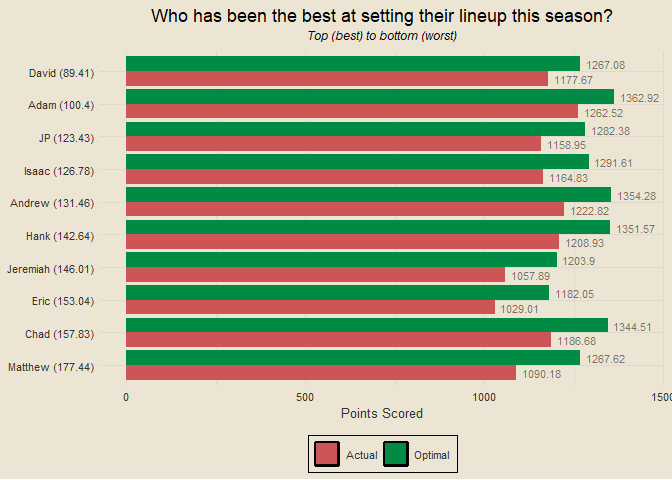 Who has been the best at setting their lineup this season?
Top (best) to bottom (worst)
David (89.41)
1267.08
1177.67
Adam (100.4)
1362.92
1262.52
JP (123.43)
1282.38
1158.95
Isaac (126.78)
1291.61
1164.83
Andrew (131.46)
1354.28
1222.82
Hank (142.64)
1351.57
1208.93
Jeremiah (146.01)
1203.9
1057.89
Eric (153.04)
1182.05
1029.01
Chad (157.83)
1344.51
1186.68
Matthew (177.44)
1267.62
1090.18
0 500 1000 1500
Points Scored
Actual Optimal